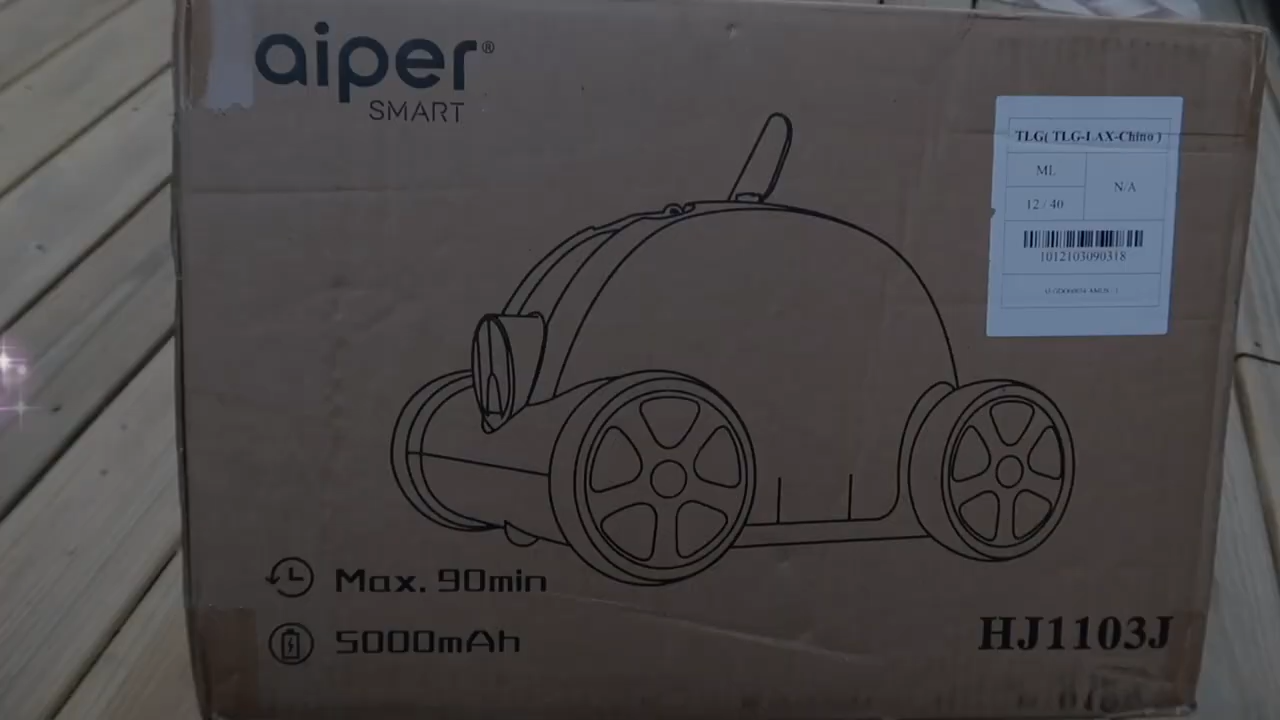 aiper®
SMART
TLG( TLG-LAX-Chino )
ML
N/A
12 / 40
1012103090318
Max. 90min
5000mAh
HJ1103J